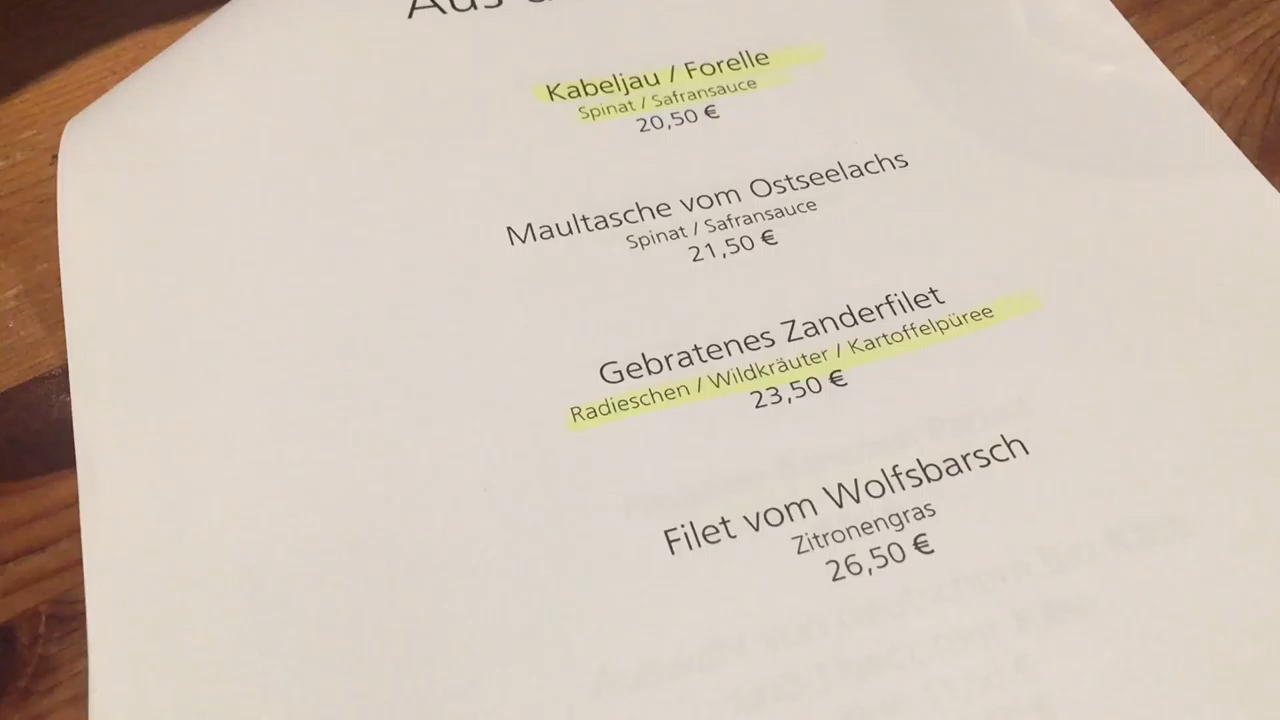 Aus
Kabeljau / Forelle
Spinat / Safransauce
20,50 €
Maultasche vom Ostseelachs
Spinat / Safransauce
21,50 €
Gebratenes Zanderfilet
Radieschen / Wildkräuter / Kartoffelpüree
23,50 €
Filet vom Wolfsbarsch
Zitronengras
26,50 €